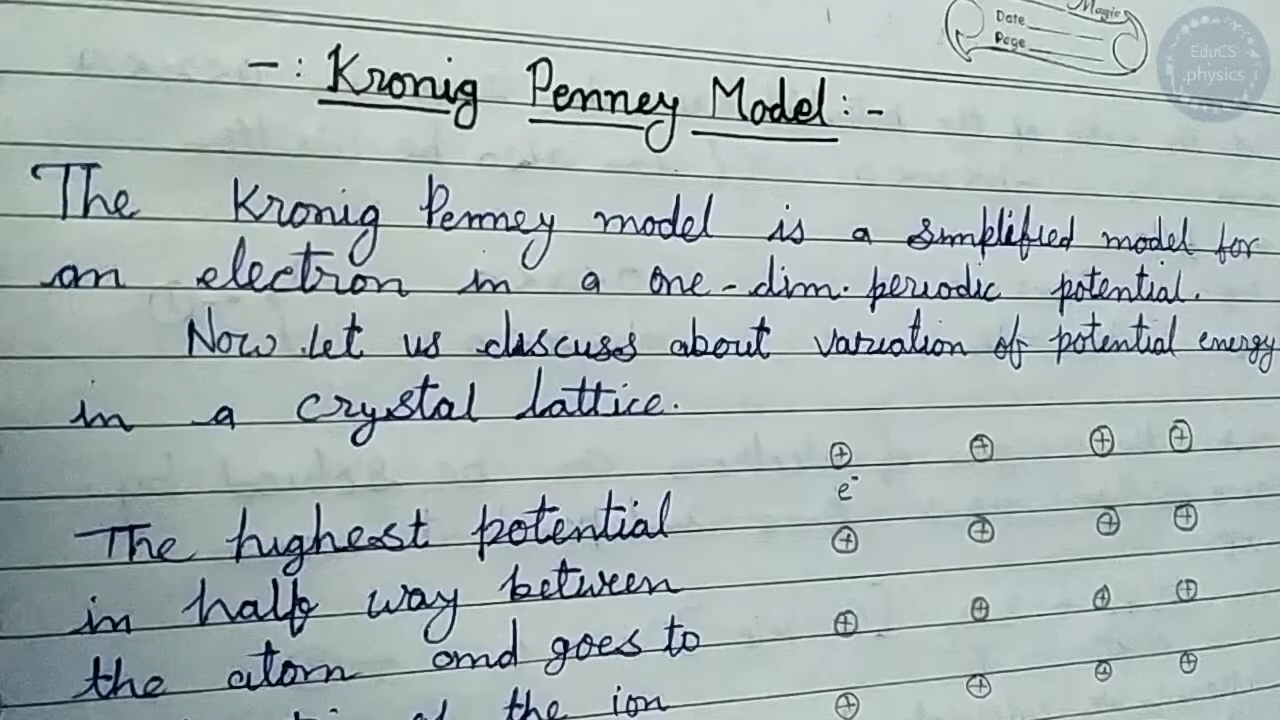 Magic
Date
Page
EduCS
.physics
-: Kronig Penney Model:-
The Kronig Penney model is a simplified model for
an electron in a one-dim. periodic potential.
Now let us discuss about variation of potential energy
in a crystal lattice.
⊕ ⊕ ⊕ ⊕
e-
The highest potential
⊕ ⊕ ⊕ ⊕
in half way between
⊕ ⊕ ⊕ ⊕
the atom and goes to
⊕ ⊕ ⊕ ⊕
the ion